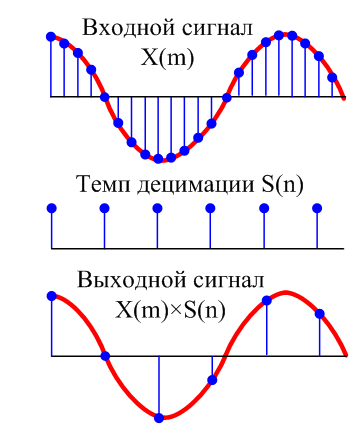 Входной сигнал
X(m)
Темп децимации S(n)
Выходной сигнал
X(m)×S(n)